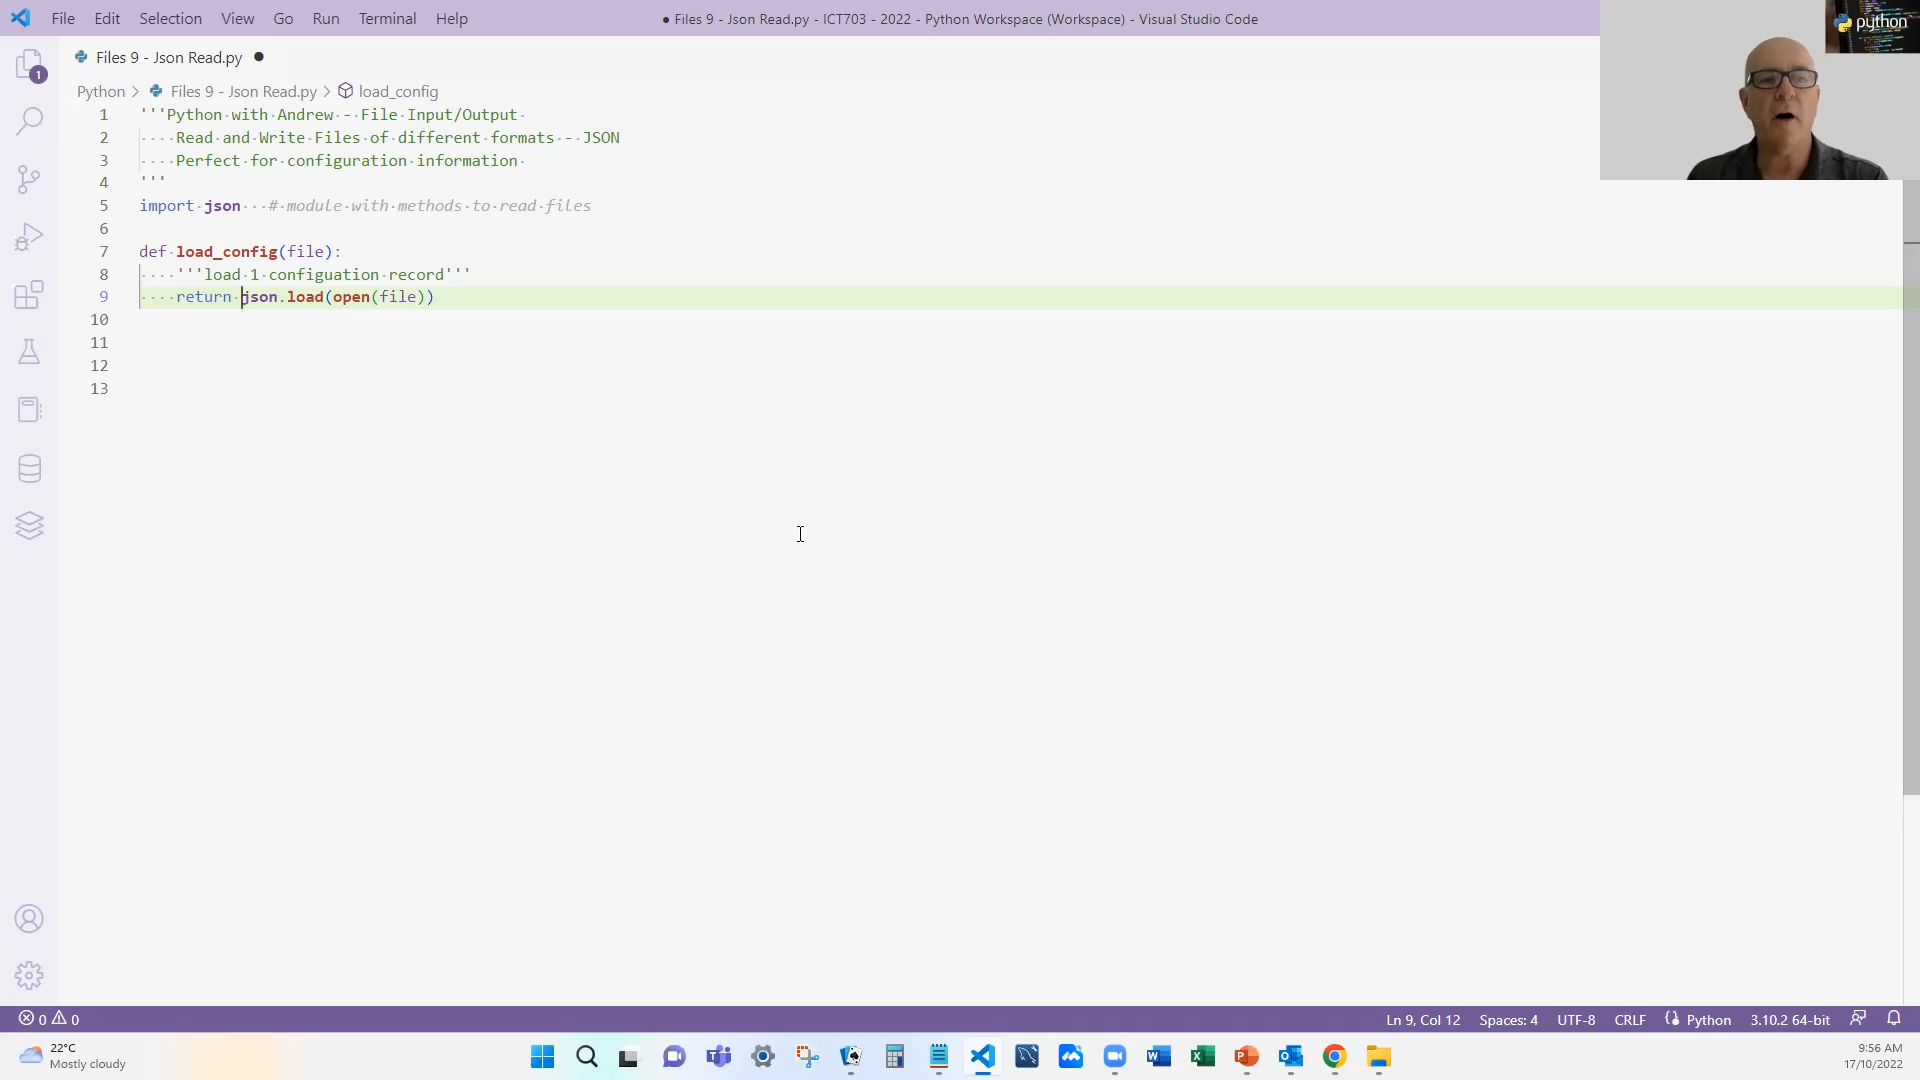 File Edit Selection View Go Run Terminal Help
● Files 9 - Json Read.py - ICT703 - 2022 - Python Workspace (Workspace) - Visual Studio Code
python
Files 9 - Json Read.py ●
Python > Files 9 - Json Read.py > load_config
1 '''Python with Andrew - File Input/Output
2 Read and Write Files of different formats - JSON
3 Perfect for configuration information
4 '''
5 import json # module with methods to read files
6
7 def load_config(file):
8 '''load 1 configuation record'''
9 return json.load(open(file))
10
11
12
13
1
0 0
Ln 9, Col 12 Spaces: 4 UTF-8 CRLF Python 3.10.2 64-bit
22°C
Mostly cloudy
9:56 AM
17/10/2022